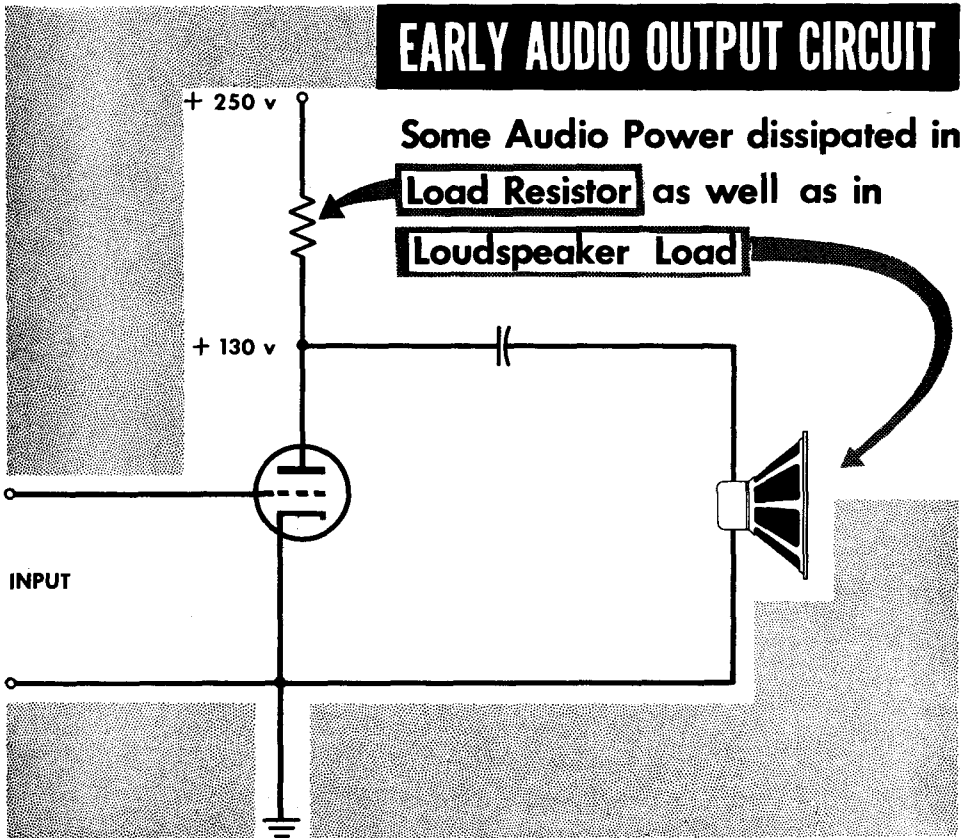 EARLY AUDIO OUTPUT CIRCUIT
+ 250 v
Some Audio Power dissipated in
Load Resistor as well as in
Loudspeaker Load
+ 130 v
INPUT